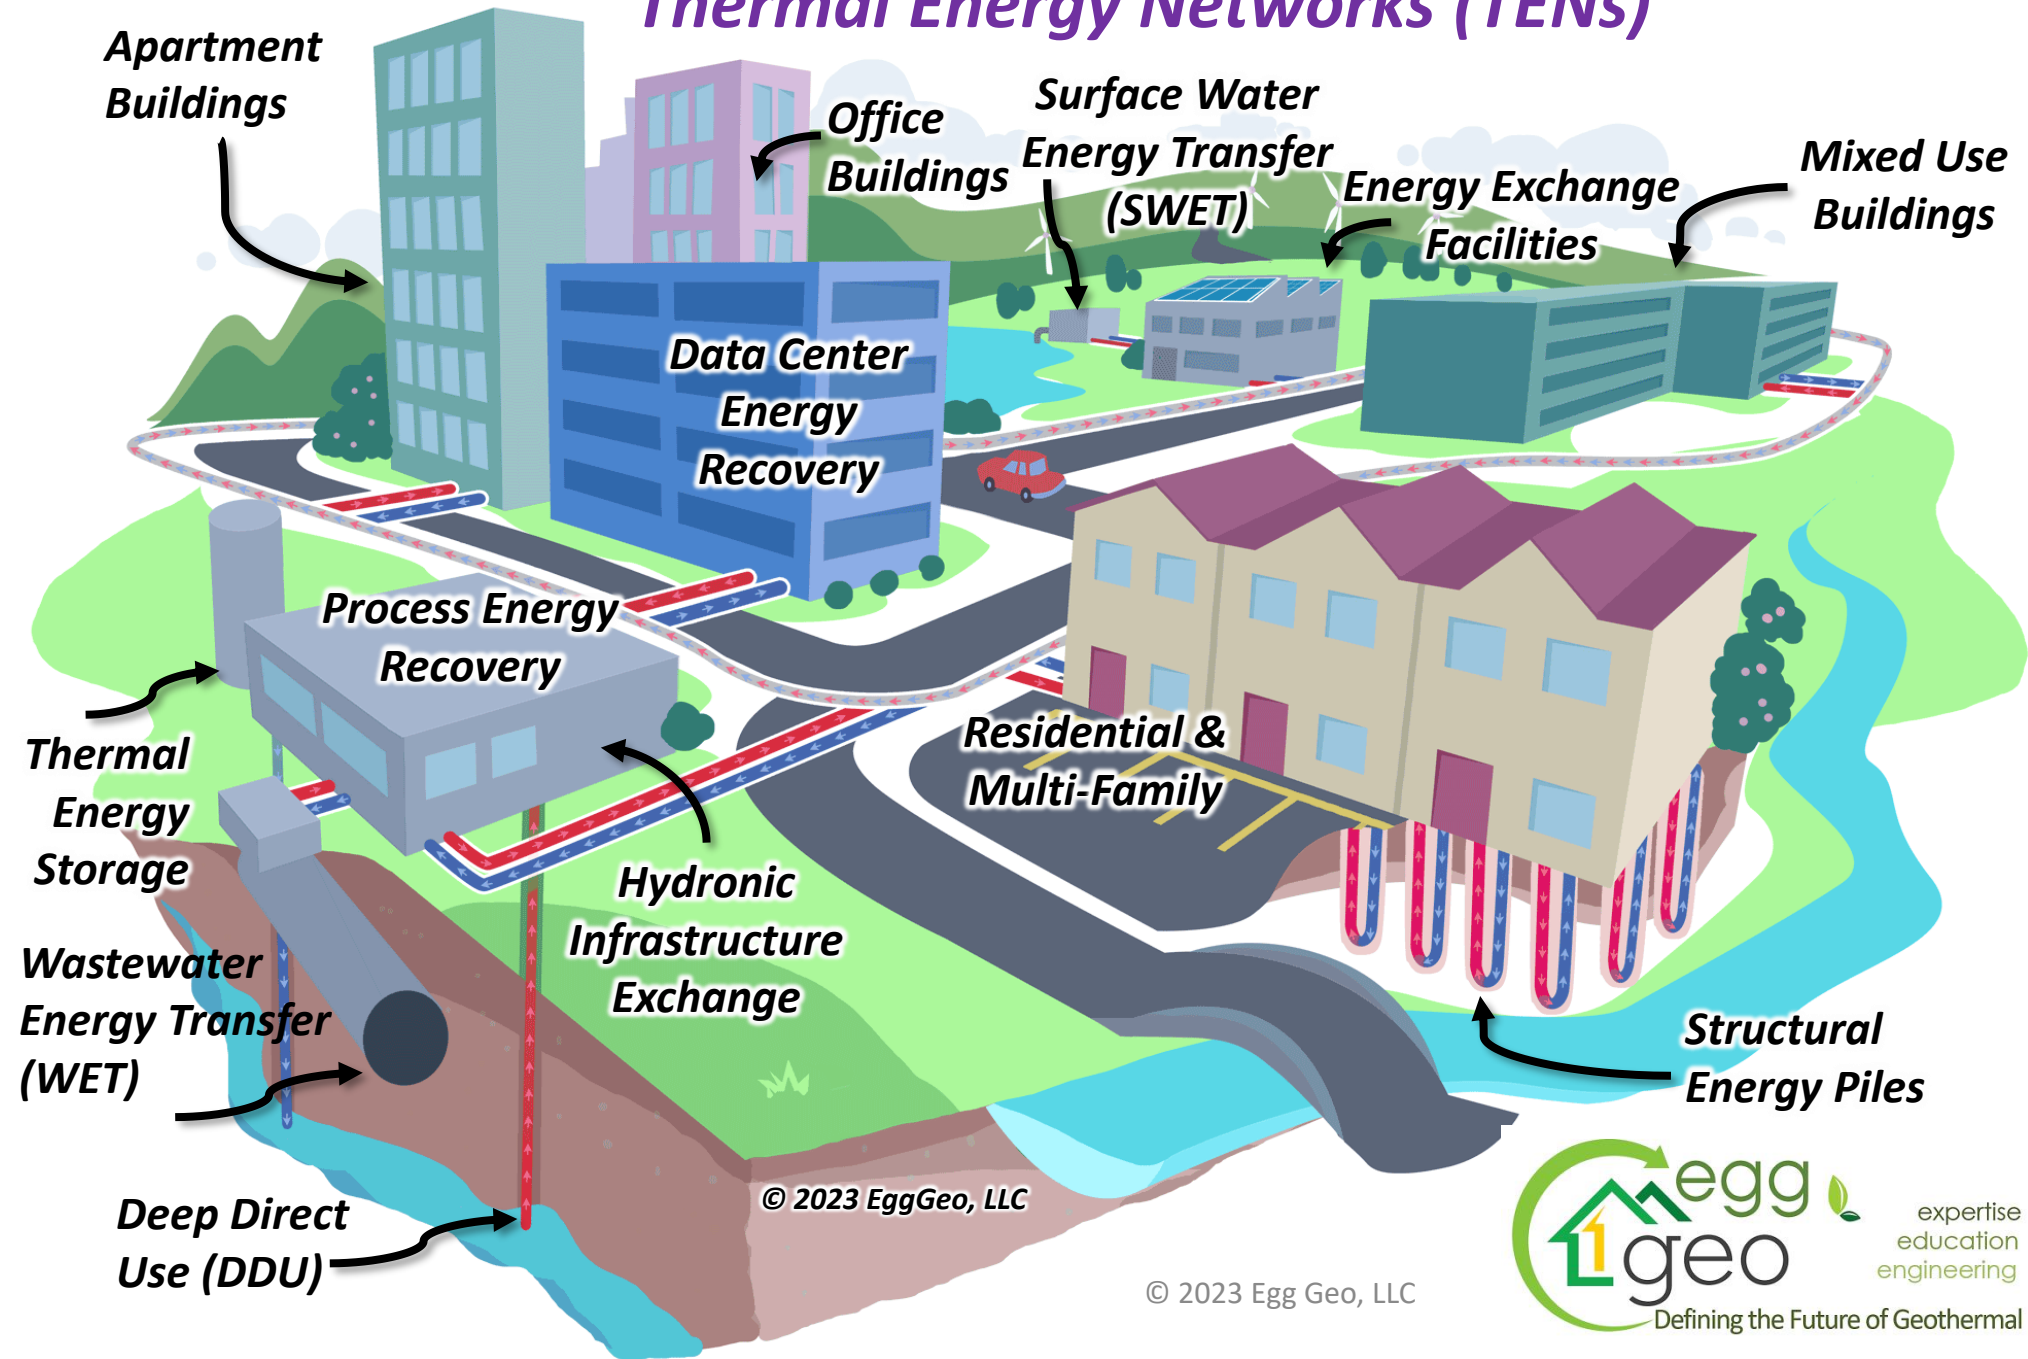 Thermal Energy Networks (TENs)
Apartment
Buildings
Office
Buildings
Surface Water
Energy Transfer
(SWET)
Energy Exchange
Facilities
Mixed Use
Buildings
Data Center
Energy
Recovery
Process Energy
Recovery
Thermal
Energy
Storage
Residential &
Multi-Family
Hydronic
Infrastructure
Exchange
Wastewater
Energy Transfer
(WET)
Structural
Energy Piles
Deep Direct
Use (DDU)
© 2023 EggGeo, LLC
© 2023 Egg Geo, LLC
egg
geo
expertise
education
engineering
Defining the Future of Geothermal